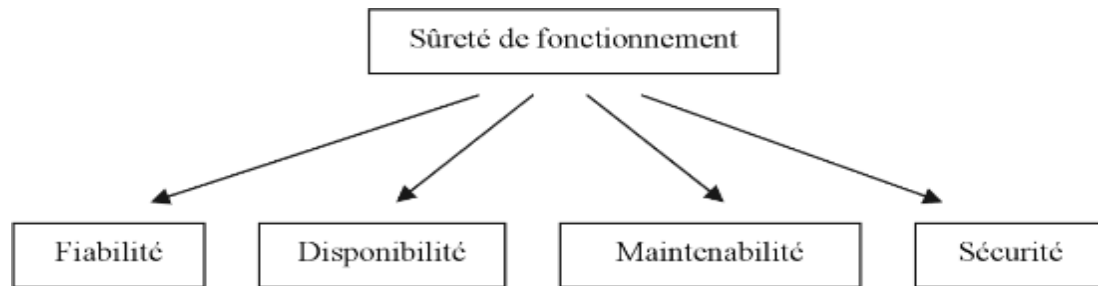 Sûreté de fonctionnement
Fiabilité
Disponibilité
Maintenabilité
Sécurité